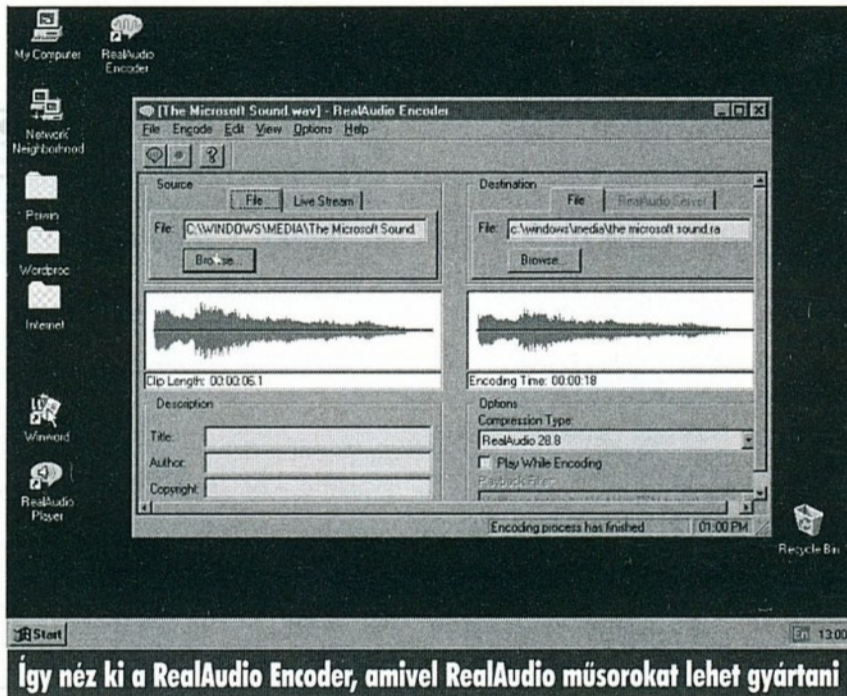 My Computer
RealAudio Encoder
Network Neighborhood
Wordproc
Internet
Winword
RealAudio Player
Recycle Bin
[The Microsoft Sound.wav] - RealAudio Encoder
File Encode Edit View Options Help
Source
File Live Stream
File: C:\WINDOWS\MEDIA\The Microsoft Sound
Browse...
Clip Length: 00:00:06.1
Description
Title:
Author:
Copyright:
Destination
File RealAudio Server
File: c:\windows\media\the microsoft sound.ra
Browse...
Encoding Time: 00:00:18
Options
Compression Type:
RealAudio 28.8
Play While Encoding
Playback Filter:
Encoding process has finished 01:00 PM
Start
En 13:00
Így néz ki a RealAudio Encoder, amivel RealAudio műsorokat lehet gyártani